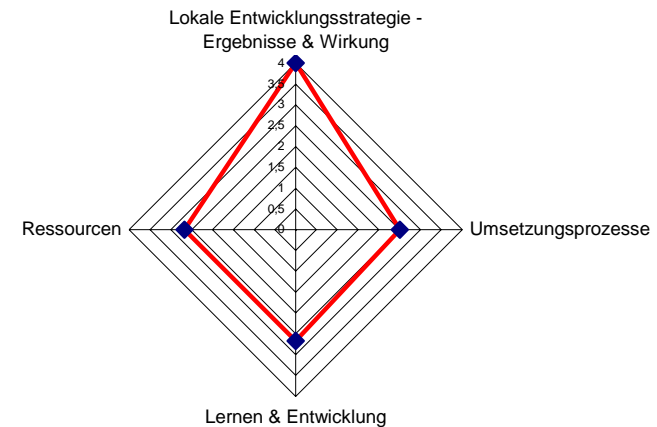 Lokale Entwicklungsstrategie -
Ergebnisse & Wirkung
4
3,5
3
2,5
2
1,5
1
0,5
0
Ressourcen
Umsetzungsprozesse
Lernen & Entwicklung